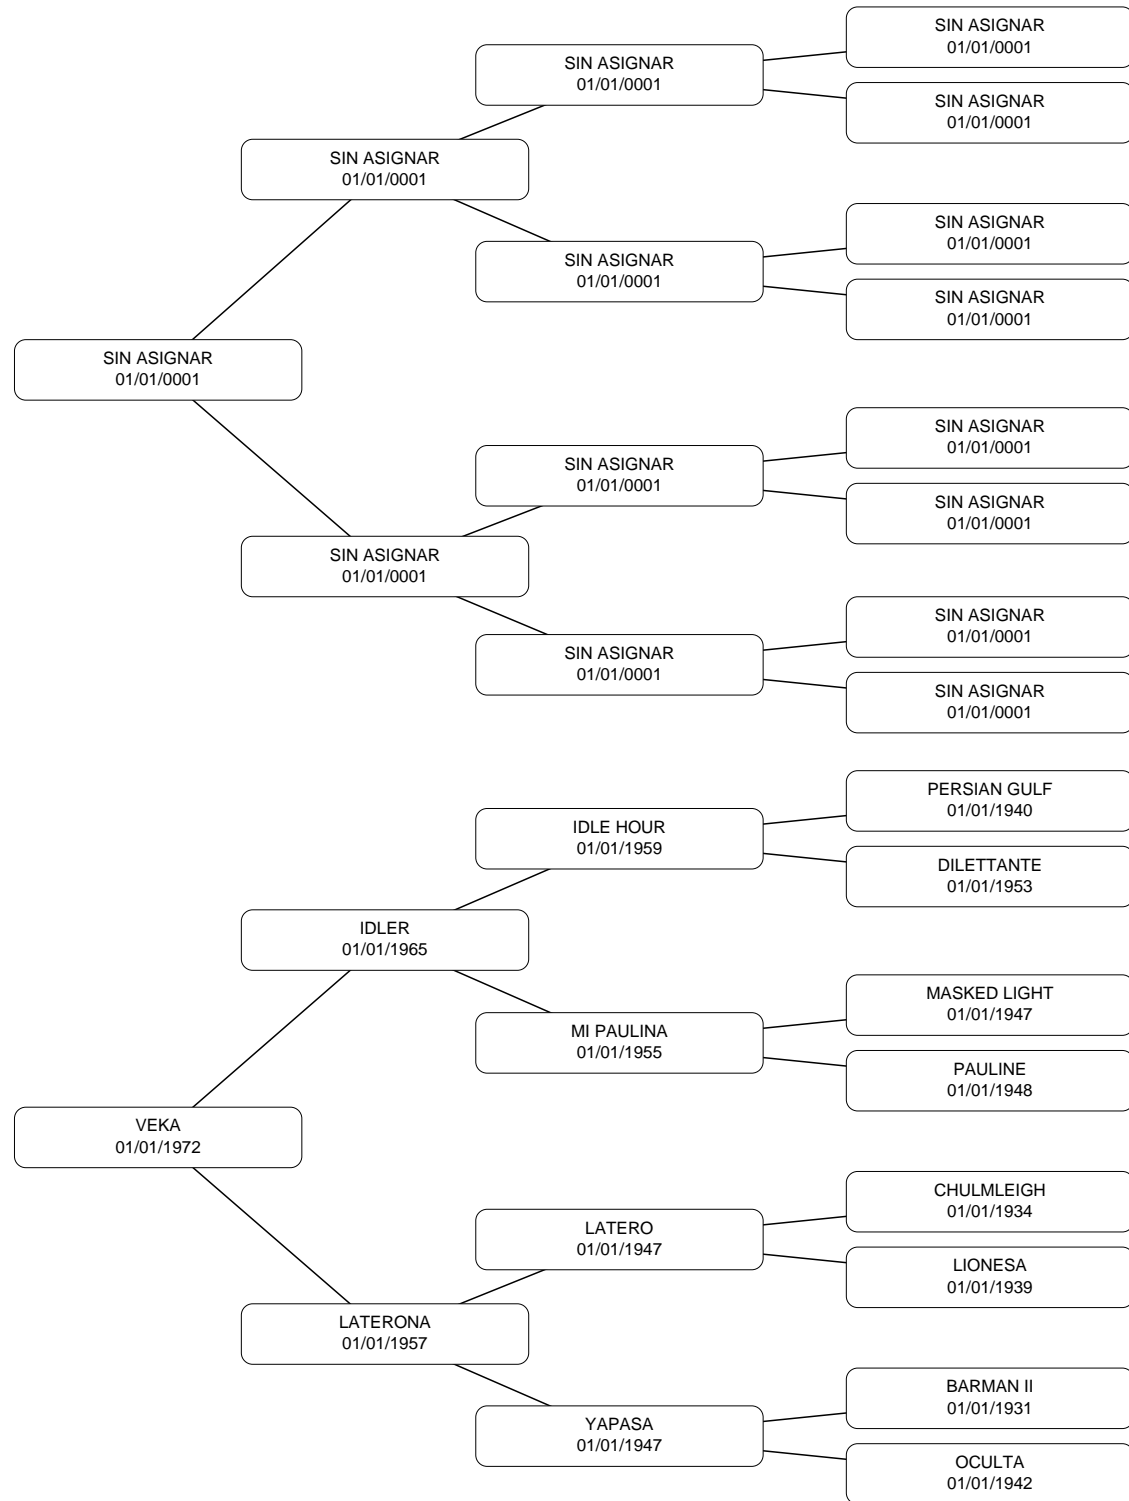 SIN ASIGNAR
01/01/0001
SIN ASIGNAR
01/01/0001
SIN ASIGNAR
01/01/0001
SIN ASIGNAR
01/01/0001
SIN ASIGNAR
01/01/0001
SIN ASIGNAR
01/01/0001
SIN ASIGNAR
01/01/0001
SIN ASIGNAR
01/01/0001
SIN ASIGNAR
01/01/0001
SIN ASIGNAR
01/01/0001
SIN ASIGNAR
01/01/0001
SIN ASIGNAR
01/01/0001
SIN ASIGNAR
01/01/0001
SIN ASIGNAR
01/01/0001
SIN ASIGNAR
01/01/0001
PERSIAN GULF
01/01/1940
IDLE HOUR
01/01/1959
DILETTANTE
01/01/1953
IDLER
01/01/1965
MASKED LIGHT
01/01/1947
MI PAULINA
01/01/1955
PAULINE
01/01/1948
VEKA
01/01/1972
CHULMLEIGH
01/01/1934
LATERO
01/01/1947
LIONESA
01/01/1939
LATERONA
01/01/1957
BARMAN II
01/01/1931
YAPASA
01/01/1947
OCULTA
01/01/1942